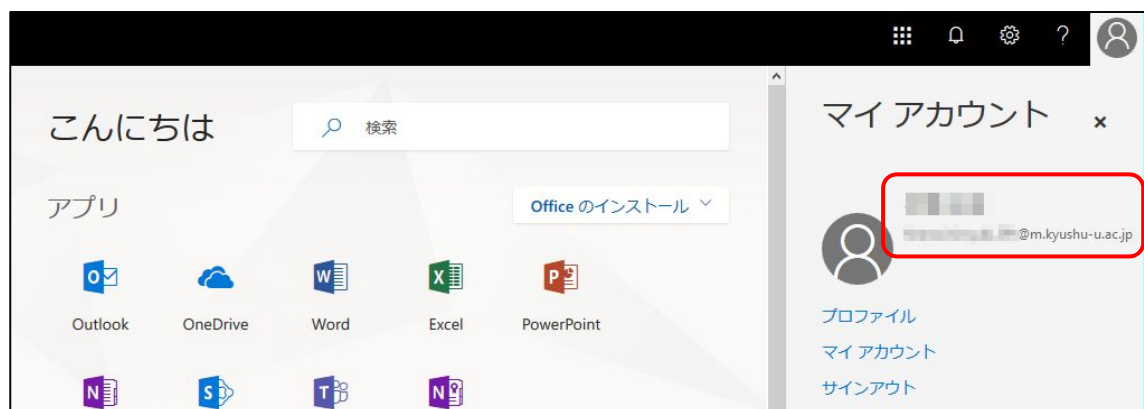 ?
マイ アカウント ×
こんにちは
検索
アプリ
Office のインストール
@m.kyushu-u.ac.jp
Outlook OneDrive Word Excel PowerPoint
プロファイル
マイ アカウント
サインアウト